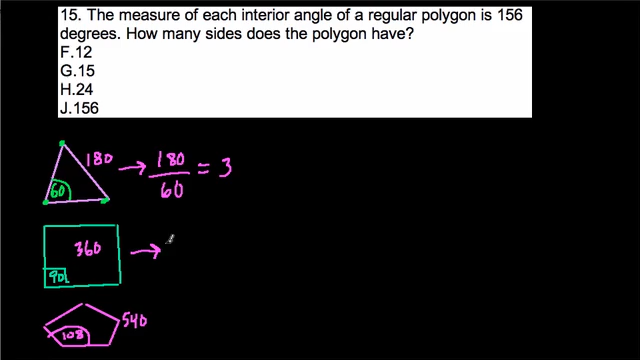 15. The measure of each interior angle of a regular polygon is 156
degrees. How many sides does the polygon have?
F.12
G.15
H.24
J.156
180 → 180/60 = 3
60
360 →
90
540
108